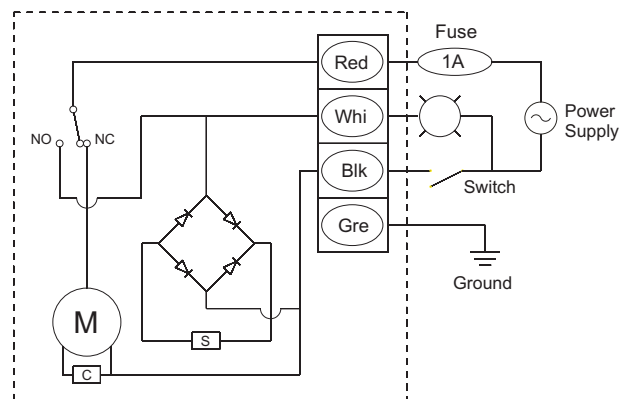 Fuse
Red
1A
Whi
Power
Supply
NO
NC
Blk
Switch
Gre
Ground
M
S
C